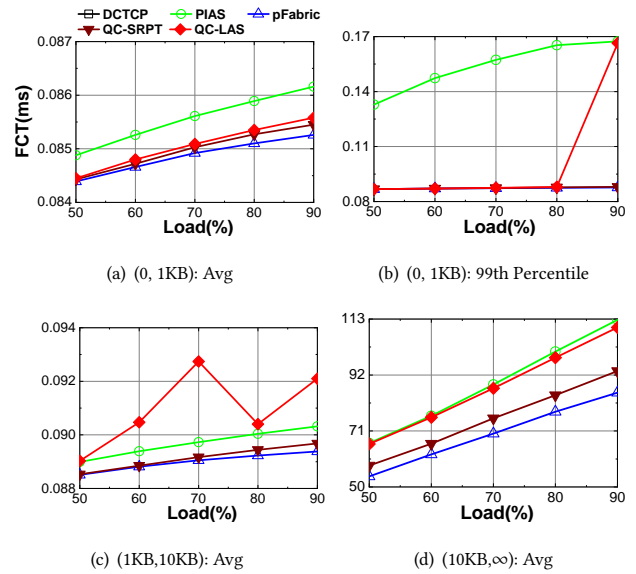 DCTCP PIAS pFabric
QC-SRPT QC-LAS
0.087
0.086
0.085
0.084
FCT(ms)
50 60 70 80 90
Load(%)
(a) (0, 1KB): Avg
0.17
0.14
0.11
0.08
50 60 70 80 90
Load(%)
(b) (0, 1KB): 99th Percentile
0.094
0.092
0.090
0.088
50 60 70 80 90
Load(%)
(c) (1KB,10KB): Avg
113
92
71
50
50 60 70 80 90
Load(%)
(d) (10KB,∞): Avg